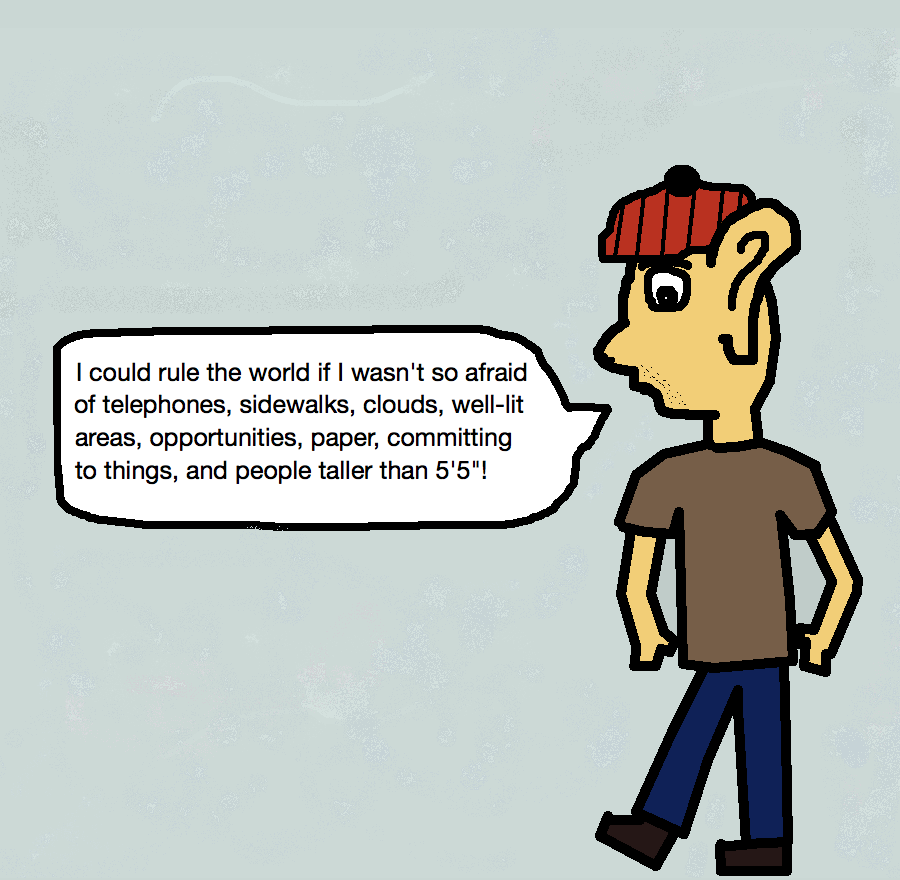 I could rule the world if I wasn't so afraid
of telephones, sidewalks, clouds, well-lit
areas, opportunities, paper, committing
to things, and people taller than 5'5"!